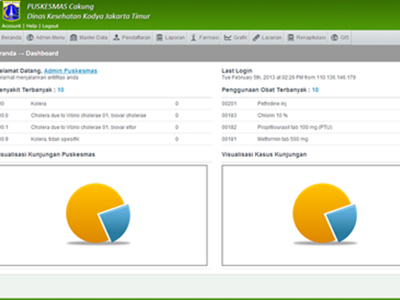 PUSKESMAS Cakung
Dinas Kesehatan Kodya Jakarta Timur
Account | Help | Logout
Beranda Admin Menu Master Data Pendaftaran Laporan Farmasi Grafik Laporan Rekapitulasi GIS
eranda → Dashboard
elamat Datang, Admin Puskesmas
elamat menjalankan aktifitas anda
Last Login
Tue February 5th, 2013 at 02:26 PM from 110.138.146.179
enyakit Terbanyak : 10
Penggunaan Obat Terbanyak : 10
00 Kolera 0
00201 Pethidine inj
00.0 Cholera due to Vibrio cholerae 01, biovar cholerae 0
00183 Chlorin 10 %
00.1 Cholera due to Vibrio cholerae 01, biovar eltor 0
00182 Propiltiourasil tab 100 mg (PTU)
00.9 Kolera, tidak spesifik 0
00181 Metformin tab 500 mg
isualisasi Kunjungan Puskesmas
Visualisasi Kasus Kunjungan